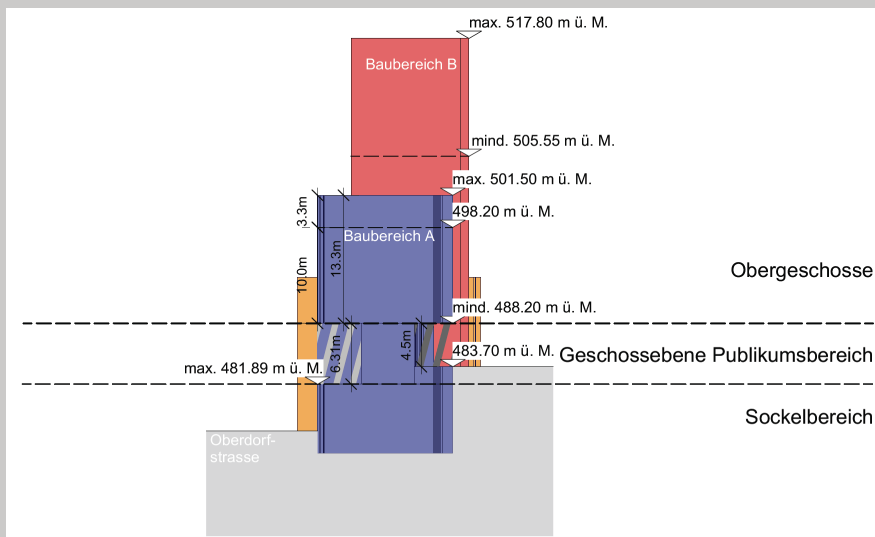 max. 517.80 m ü. M.
Baubereich B
mind. 505.55 m ü. M.
max. 501.50 m ü. M.
3.3m
498.20 m ü. M.
Baubereich A
13.3m
10.0m
Obergeschosse
mind. 488.20 m ü. M.
6.31m
4.5m
483.70 m ü. M.
Geschossebene Publikumsbereich
max. 481.89 m ü. M.
Sockelbereich
Oberdorf-
strasse